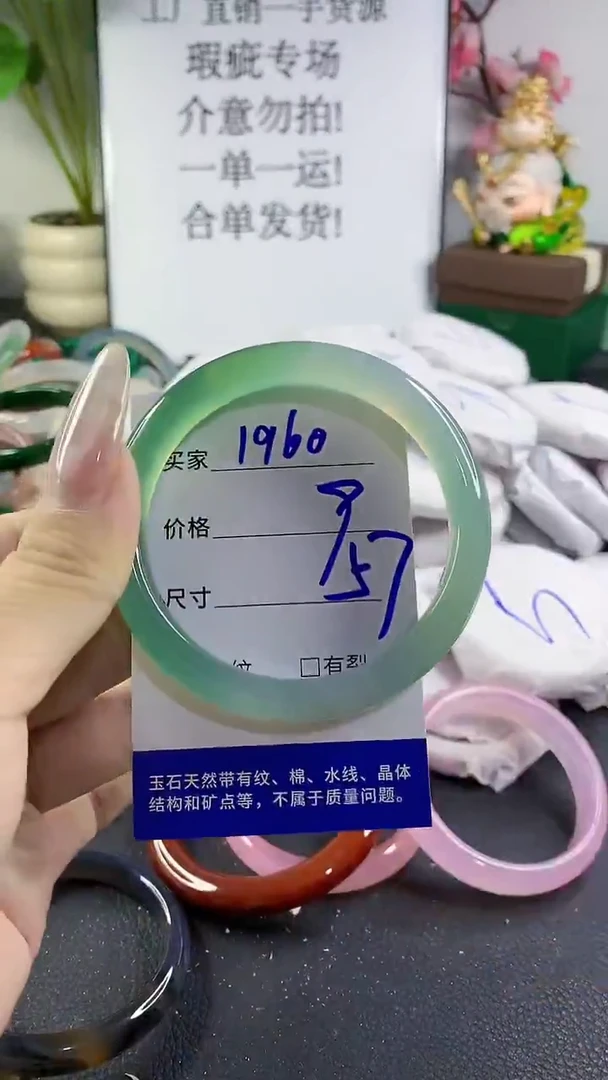 工厂直销一手货源
瑕疵专场
介意勿拍!
一单一运!
合单发货!
买家 1960
价格
尺寸 57
纹 □有裂
玉石天然带有纹、棉、水线、晶体
结构和矿点等，不属于质量问题。